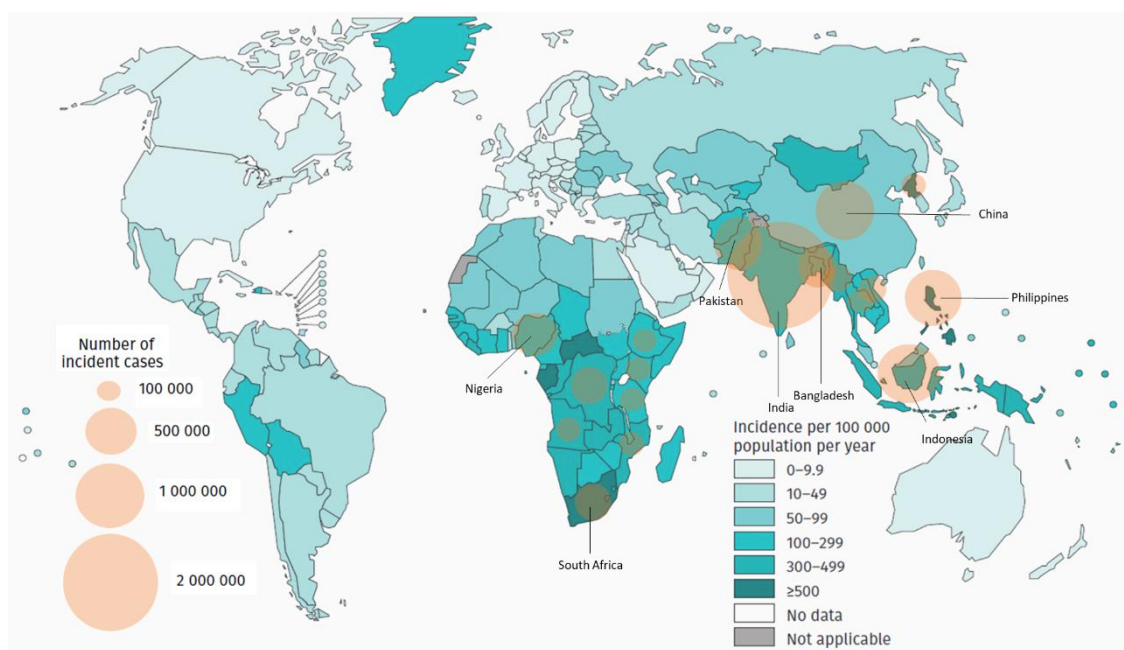 China
Pakistan
Philippines
Number of
incident cases
100 000
500 000
1 000 000
2 000 000
Nigeria
India
Bangladesh
Indonesia
South Africa
Incidence per 100 000
population per year
0–9.9
10–49
50–99
100–299
300–499
≥500
No data
Not applicable